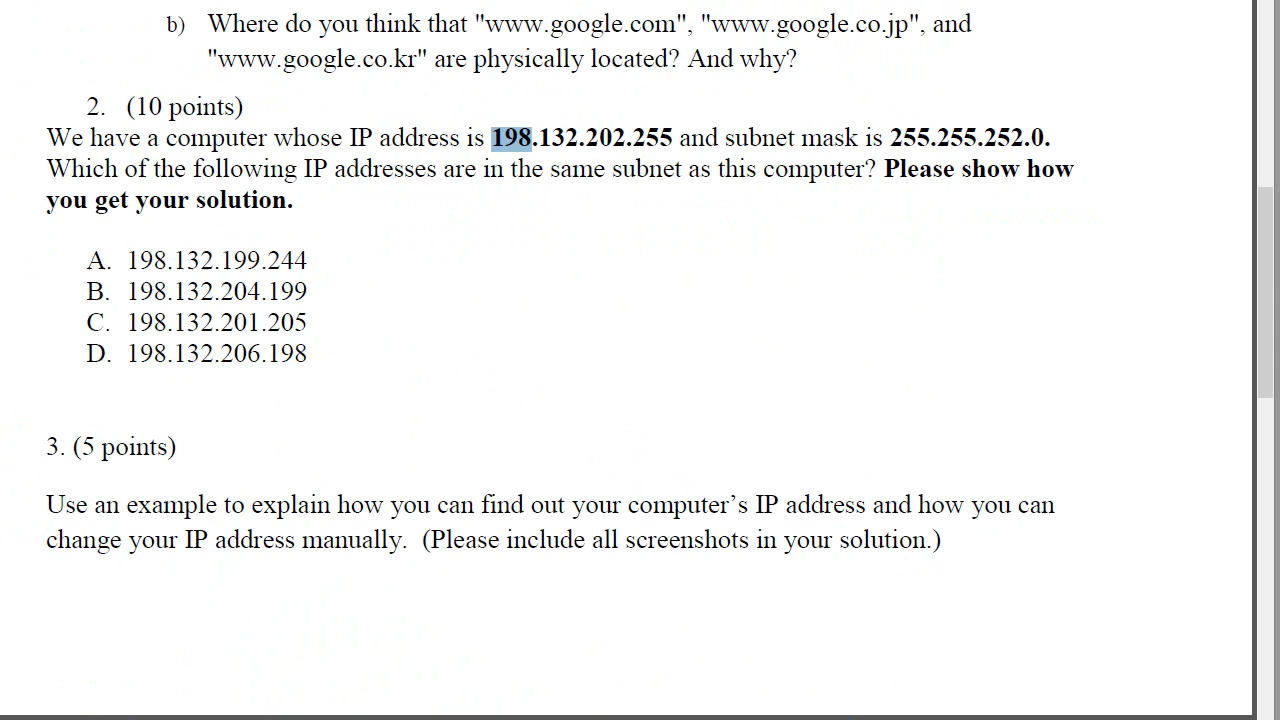 b) Where do you think that "www.google.com", "www.google.co.jp", and
"www.google.co.kr" are physically located? And why?
2. (10 points)
We have a computer whose IP address is 198.132.202.255 and subnet mask is 255.255.252.0.
Which of the following IP addresses are in the same subnet as this computer? Please show how
you get your solution.
A. 198.132.199.244
B. 198.132.204.199
C. 198.132.201.205
D. 198.132.206.198
3. (5 points)
Use an example to explain how you can find out your computer’s IP address and how you can
change your IP address manually. (Please include all screenshots in your solution.)